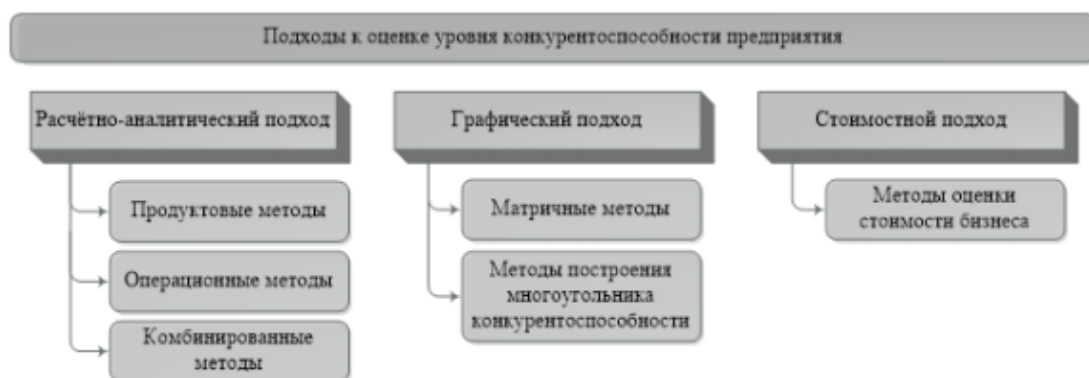 Подходы к оценке уровня конкурентоспособности предприятия
Расчётно-аналитический подход
Продуктовые методы
Операционные методы
Комбинированные
методы
Графический подход
Матричные методы
Методы построения
многоугольника
конкурентоспособности
Стоимостной подход
Методы оценки
стоимости бизнеса